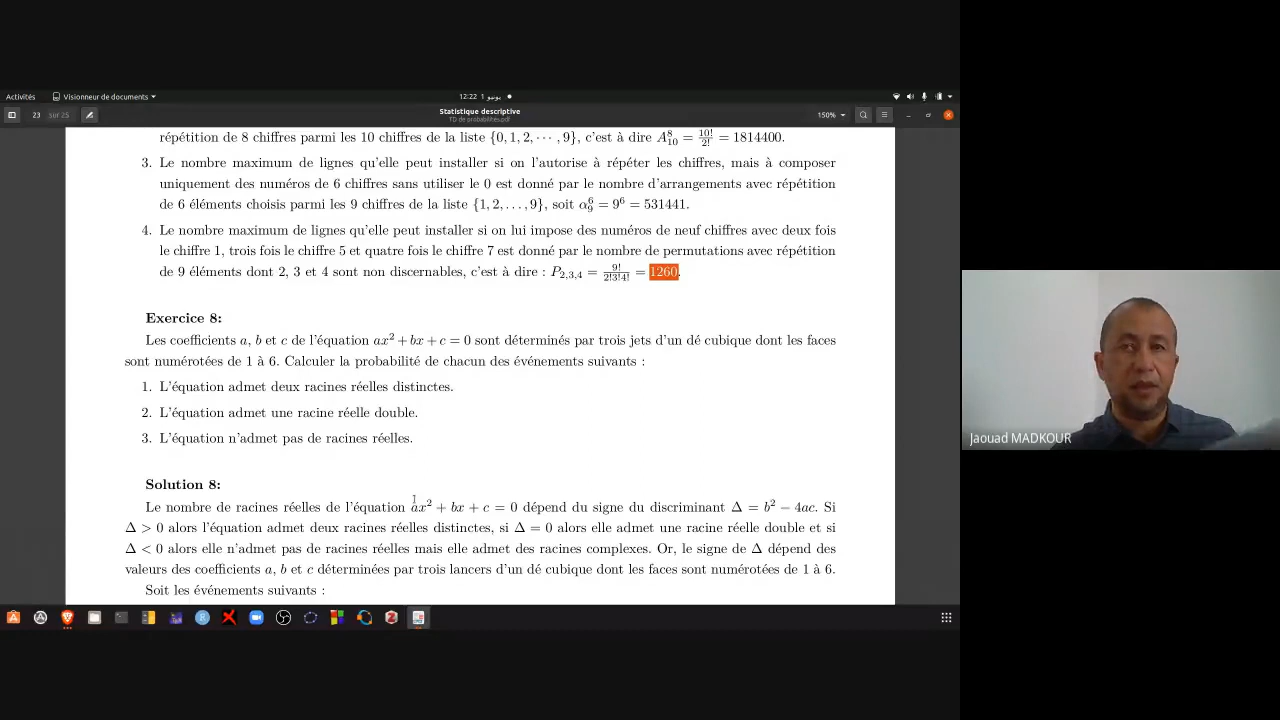 Activités
Visionneur de documents
12:22 1 يونيو
23 sur 25
Statistique descriptive
TD de probabilités.pdf
150%
répétition de 8 chiffres parmi les 10 chiffres de la liste {0, 1, 2, ⋯ , 9}, c'est à dire A₁₀⁸ = 10!/2! = 1814400.
3. Le nombre maximum de lignes qu'elle peut installer si on l'autorise à répéter les chiffres, mais à composer
uniquement des numéros de 6 chiffres sans utiliser le 0 est donné par le nombre d'arrangements avec répétition
de 6 éléments choisis parmi les 9 chiffres de la liste {1, 2, . . . , 9}, soit α₉⁶ = 9⁶ = 531441.
4. Le nombre maximum de lignes qu'elle peut installer si on lui impose des numéros de neuf chiffres avec deux fois
le chiffre 1, trois fois le chiffre 5 et quatre fois le chiffre 7 est donné par le nombre de permutations avec répétition
de 9 éléments dont 2, 3 et 4 sont non discernables, c'est à dire : P₂,₃,₄ = 9!/2!3!4! = 1260.
Exercice 8:
Les coefficients a, b et c de l'équation ax² + bx + c = 0 sont déterminés par trois jets d'un dé cubique dont les faces
sont numérotées de 1 à 6. Calculer la probabilité de chacun des événements suivants :
1. L'équation admet deux racines réelles distinctes.
2. L'équation admet une racine réelle double.
3. L'équation n'admet pas de racines réelles.
Solution 8:
Le nombre de racines réelles de l'équation ax² + bx + c = 0 dépend du signe du discriminant Δ = b² − 4ac. Si
Δ > 0 alors l'équation admet deux racines réelles distinctes, si Δ = 0 alors elle admet une racine réelle double et si
Δ < 0 alors elle n'admet pas de racines réelles mais elle admet des racines complexes. Or, le signe de Δ dépend des
valeurs des coefficients a, b et c déterminées par trois lancers d'un dé cubique dont les faces sont numérotées de 1 à 6.
Soit les événements suivants :
Jaouad MADKOUR